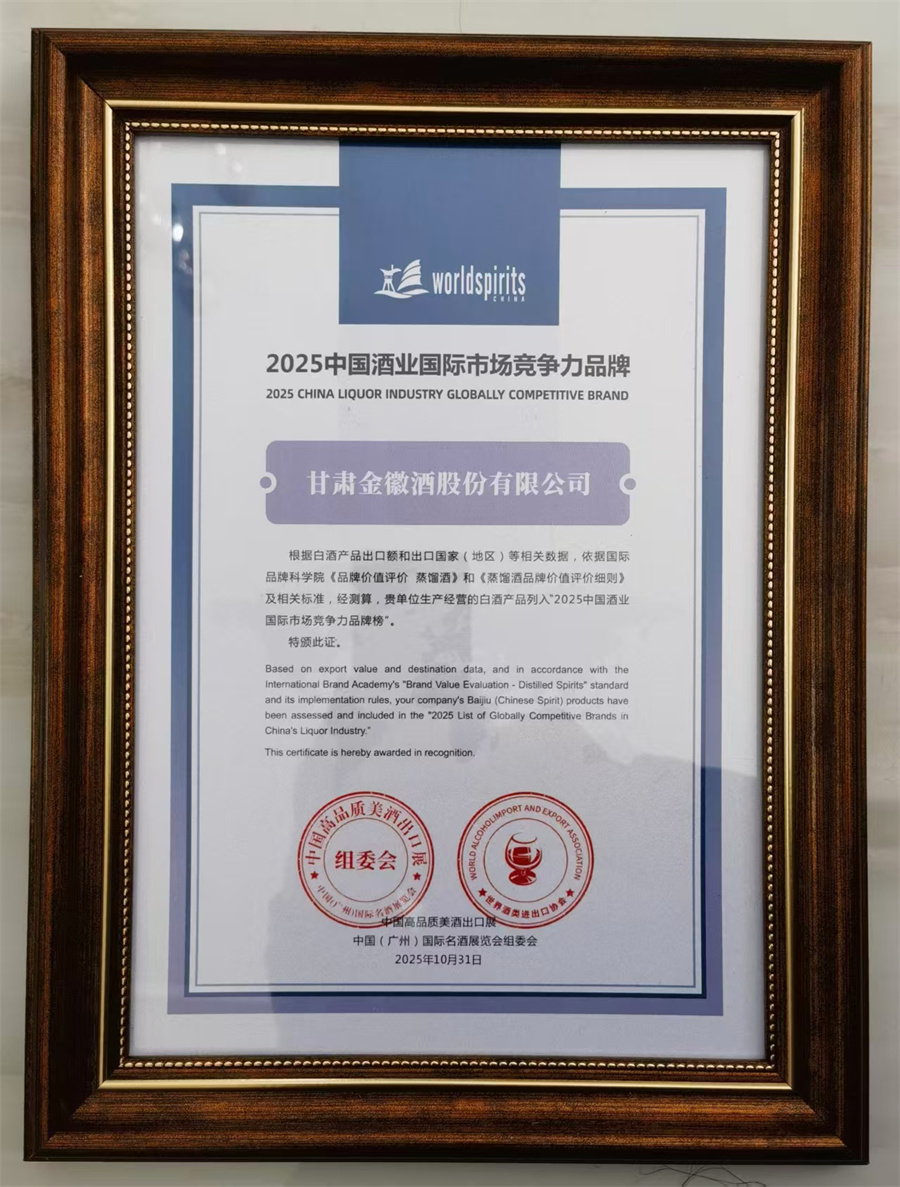 worldspirits
CHINA
2025中国酒业国际市场竞争力品牌
2025 CHINA LIQUOR INDUSTRY GLOBALLY COMPETITIVE BRAND
甘肃金徽酒股份有限公司
根据白酒产品出口额和出口国家（地区）等相关数据，依据国际
品牌科学院《品牌价值评价 蒸馏酒》和《蒸馏酒品牌价值评价细则》
及相关标准，经测算，贵单位生产经营的白酒产品列入"2025中国酒业
国际市场竞争力品牌榜"。
特颁此证。
Based on export value and destination data, and in accordance with the
International Brand Academy's "Brand Value Evaluation - Distilled Spirits" standard
and its implementation rules, your company's Baijiu (Chinese Spirit) products have
been assessed and included in the "2025 List of Globally Competitive Brands in
China's Liquor Industry."
This certificate is hereby awarded in recognition.
中国高品质美酒出口展
组委会
中国(广州)国际名酒展览会
WORLD ALCOHOLIMPORT AND EXPORT ASSOCIATION
世界酒类进出口协会
中国高品质美酒出口展
中国（广州）国际名酒展览会组委会
2025年10月31日